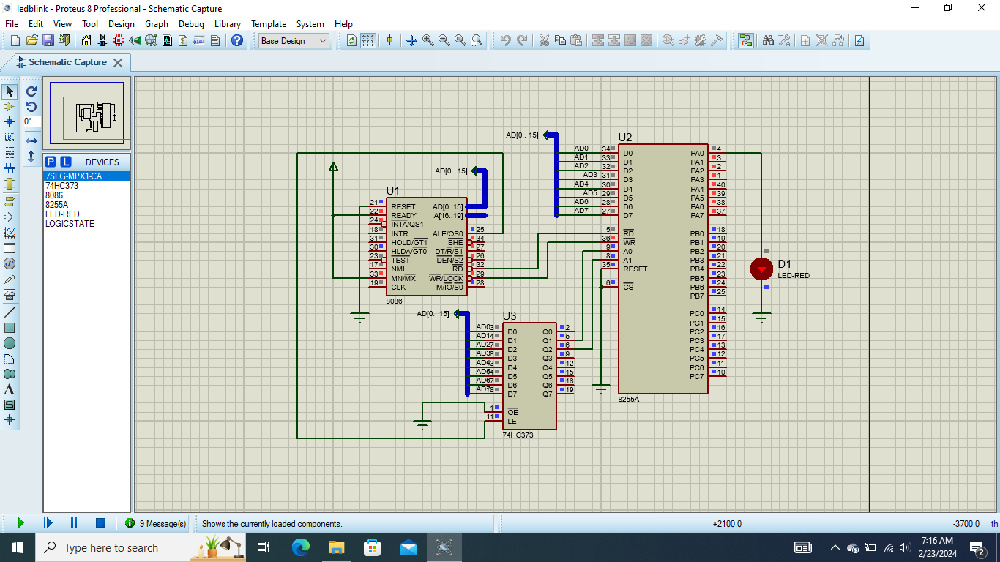 ledblink - Proteus 8 Professional - Schematic Capture
File Edit View Tool Design Graph Debug Library Template System Help
Base Design
Schematic Capture
0°
P L DEVICES
7SEG-MPX1-CA
74HC373
8086
8255A
LED-RED
LOGICSTATE
LBL
A
S
AD[0.. 15]
U1
21 RESET
22 READY
24 INTA/QS1
18 INTR
31 HOLD/GT1
30 HLDA/GT0
23 TEST
17 NMI
33 MN/MX
19 CLK
AD[0..15]
A[16..19]
ALE/QS0 25
BHE 34
DT/R/S1 27
DEN/S2 26
RD 32
WR/LOCK 29
M/IO/S0 28
8086
AD[0.. 15]
U2
AD0 34 D0
AD1 33 D1
AD2 32 D2
AD3 31 D3
AD4 30 D4
AD5 29 D5
AD6 28 D6
AD7 27 D7
5 RD
36 WR
9 A0
8 A1
35 RESET
6 CS
PA0 4
PA1 3
PA2 2
PA3 1
PA4 40
PA5 39
PA6 38
PA7 37
PB0 18
PB1 19
PB2 20
PB3 21
PB4 22
PB5 23
PB6 24
PB7 25
PC0 14
PC1 15
PC2 16
PC3 17
PC4 13
PC5 12
PC6 11
PC7 10
8255A
D1
LED-RED
AD[0.. 15]
U3
AD0 3 D0
AD1 4 D1
AD2 7 D2
AD3 8 D3
AD4 13 D4
AD5 14 D5
AD6 17 D6
AD7 18 D7
1 OE
11 LE
Q0 2
Q1 5
Q2 6
Q3 9
Q4 12
Q5 15
Q6 16
Q7 19
74HC373
9 Message(s) Shows the currently loaded components. +2100.0 -3700.0 th
Type here to search
7:16 AM
2/23/2024
2